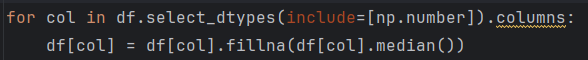 for col in df.select_dtypes(include=[np.number]).columns:
    df[col] = df[col].fillna(df[col].median())